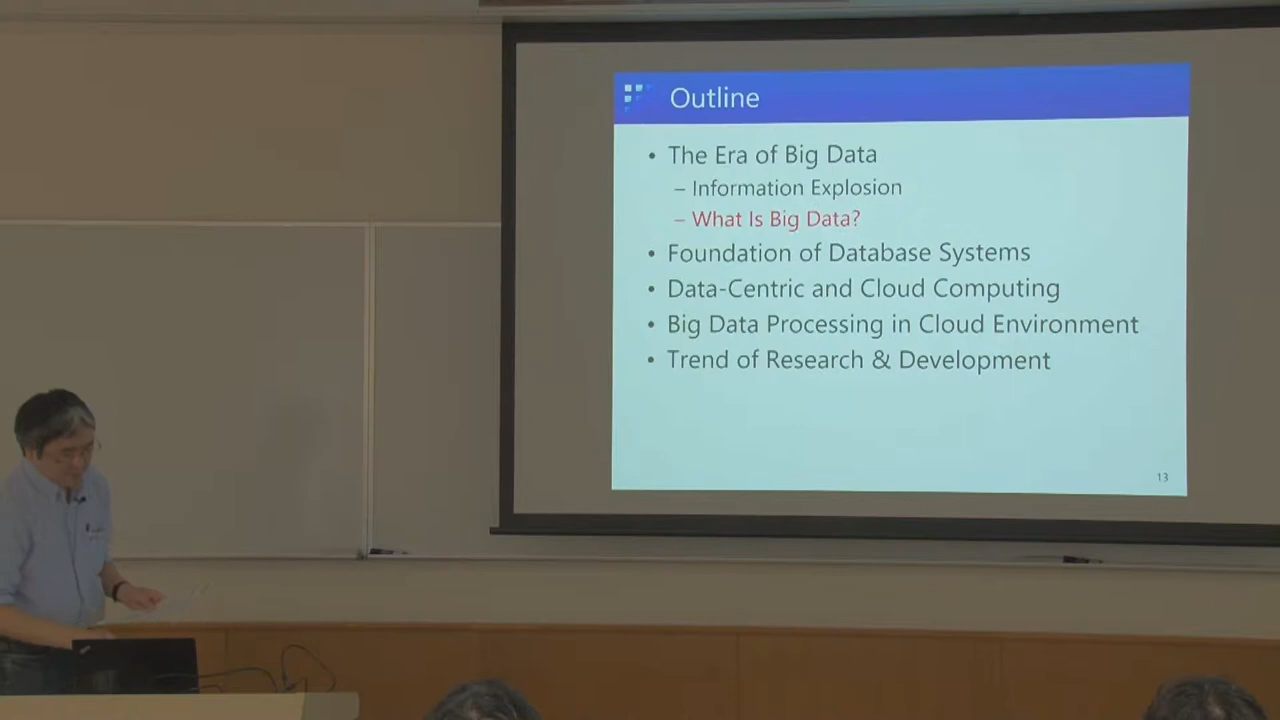 Outline
• The Era of Big Data
– Information Explosion
– What Is Big Data?
• Foundation of Database Systems
• Data-Centric and Cloud Computing
• Big Data Processing in Cloud Environment
• Trend of Research & Development
13